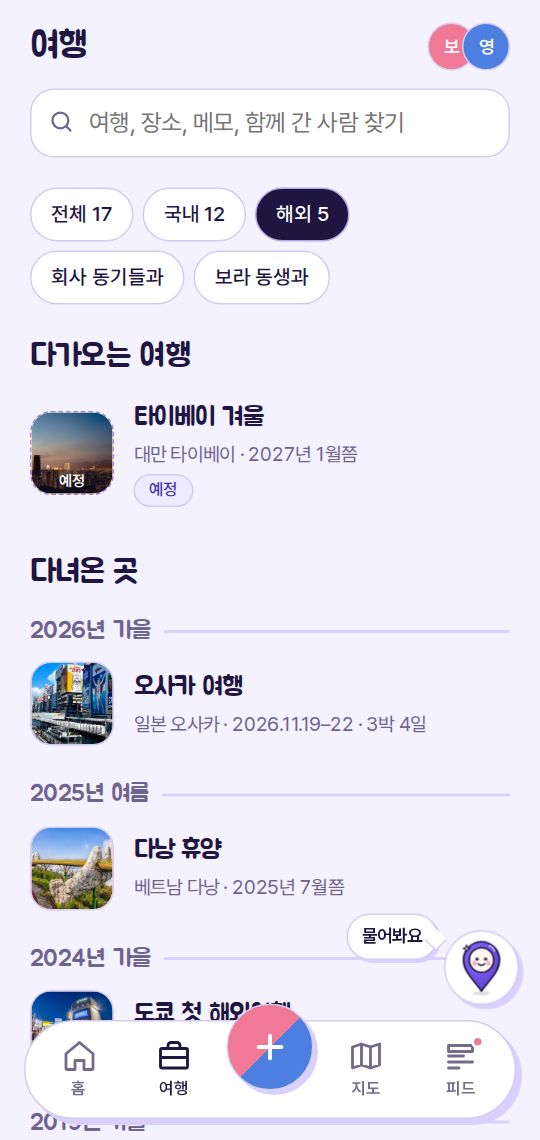 여행
보 영
여행, 장소, 메모, 함께 간 사람 찾기
전체 17 국내 12 해외 5
회사 동기들과 보라 동생과
다가오는 여행
타이베이 겨울
대만 타이베이 · 2027년 1월쯤
예정
예정
다녀온 곳
2026년 가을
오사카 여행
일본 오사카 · 2026.11.19–22 · 3박 4일
2025년 여름
다낭 휴양
베트남 다낭 · 2025년 7월쯤
물어봐요
2024년 가을
도쿄 첫 해외여행
홈 여행 지도 피드